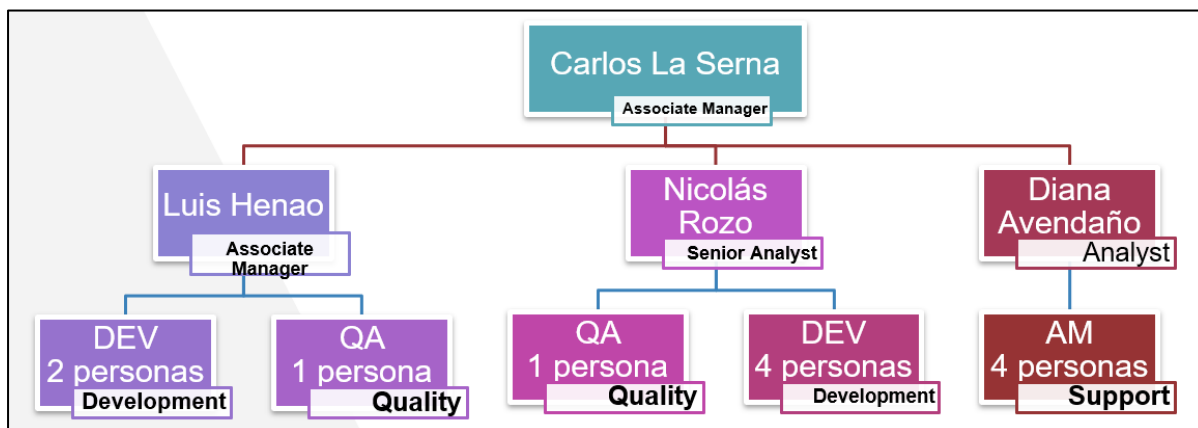 Carlos La Serna
Associate Manager
Luis Henao
Associate
Manager
Nicolás
Rozo
Senior Analyst
Diana
Avendaño
Analyst
DEV
2 personas
Development
QA
1 persona
Quality
QA
1 persona
Quality
DEV
4 personas
Development
AM
4 personas
Support